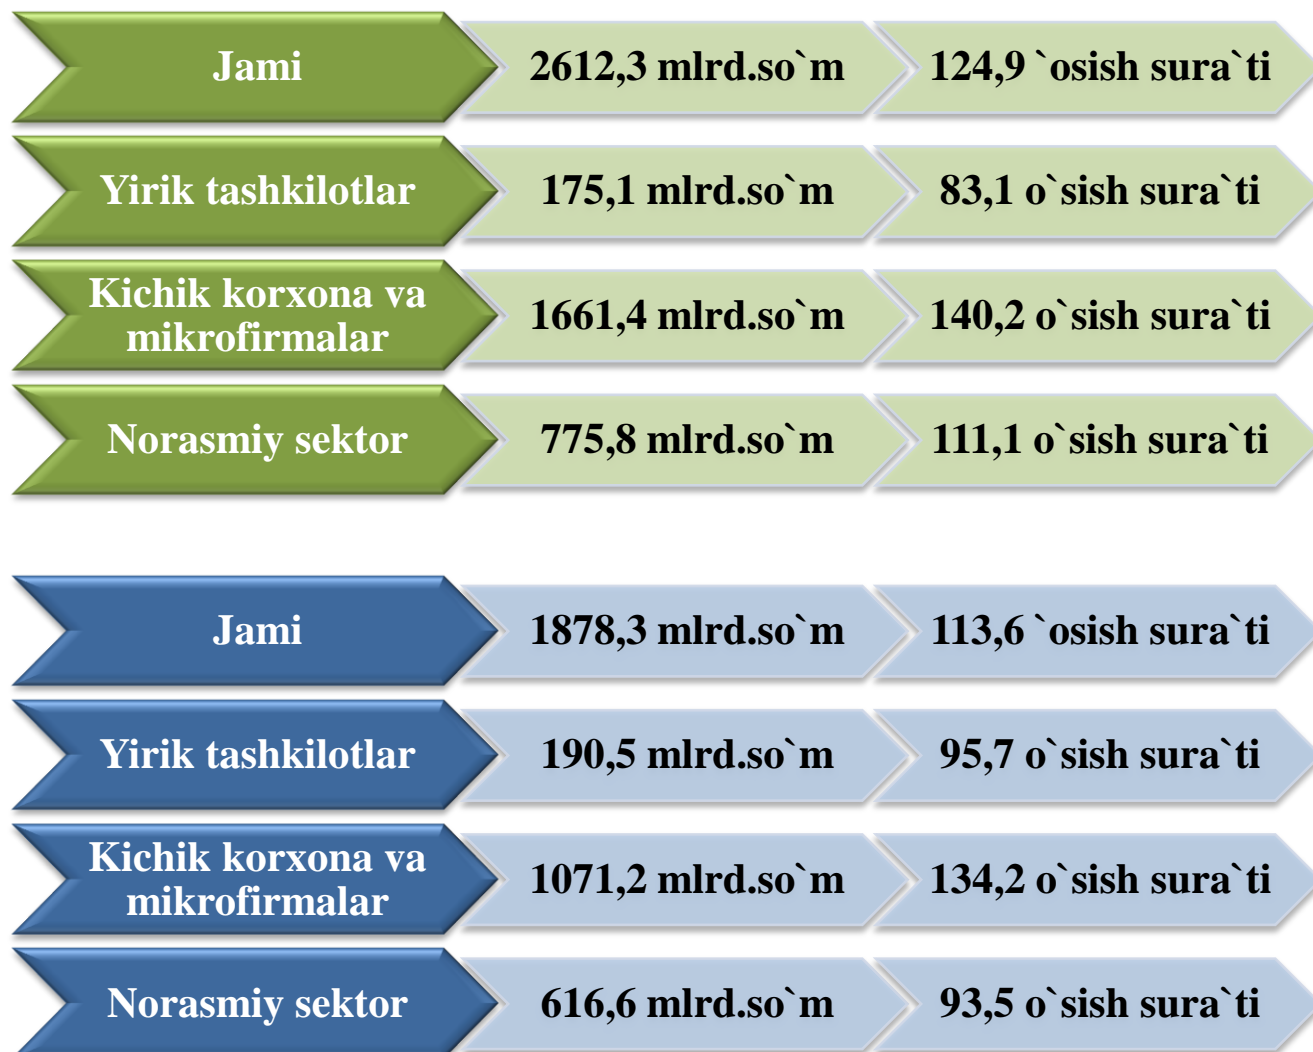 Jami 2612,3 mlrd.so`m 124,9 `osish sura`ti
Yirik tashkilotlar 175,1 mlrd.so`m 83,1 o`sish sura`ti
Kichik korxona va
mikrofirmalar 1661,4 mlrd.so`m 140,2 o`sish sura`ti
Norasmiy sektor 775,8 mlrd.so`m 111,1 o`sish sura`ti
Jami 1878,3 mlrd.so`m 113,6 `osish sura`ti
Yirik tashkilotlar 190,5 mlrd.so`m 95,7 o`sish sura`ti
Kichik korxona va
mikrofirmalar 1071,2 mlrd.so`m 134,2 o`sish sura`ti
Norasmiy sektor 616,6 mlrd.so`m 93,5 o`sish sura`ti